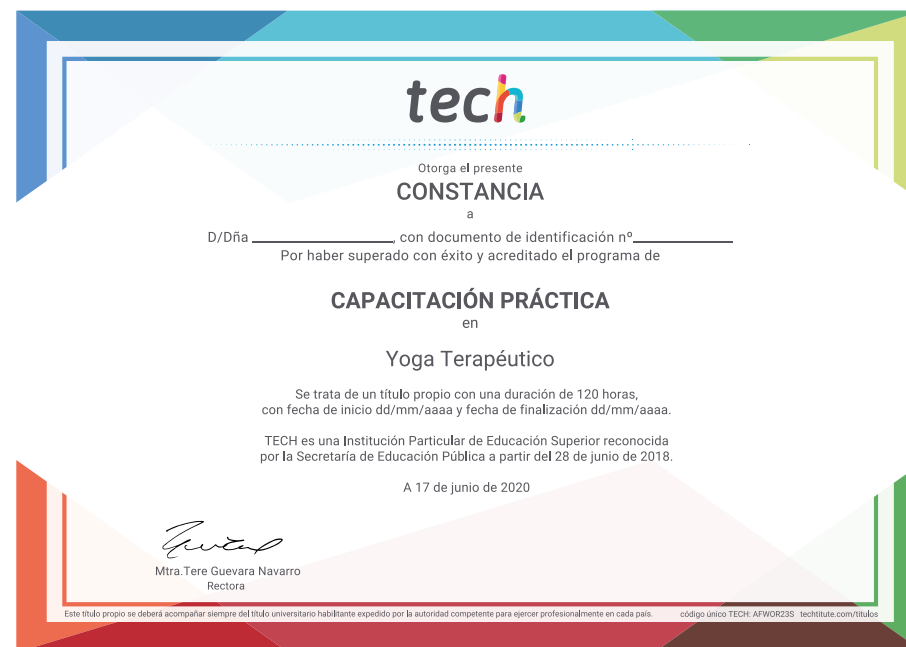 tech
Otorga el presente
CONSTANCIA
a
D/Dña ____________________, con documento de identificación nº______________
Por haber superado con éxito y acreditado el programa de
CAPACITACIÓN PRÁCTICA
en
Yoga Terapéutico
Se trata de un título propio con una duración de 120 horas,
con fecha de inicio dd/mm/aaaa y fecha de finalización dd/mm/aaaa.
TECH es una Institución Particular de Educación Superior reconocida
por la Secretaría de Educación Pública a partir del 28 de junio de 2018.
A 17 de junio de 2020
Mtra.Tere Guevara Navarro
Rectora
Este título propio se deberá acompañar siempre del título universitario habilitante expedido por la autoridad competente para ejercer profesionalmente en cada país. código único TECH: AFWOR23S techtitute.com/títulos